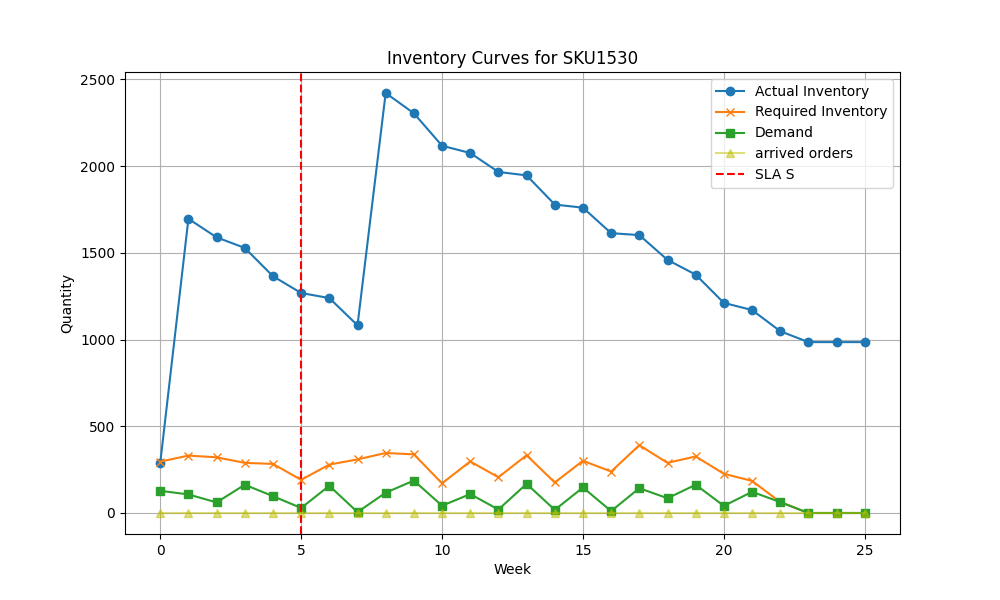 Inventory Curves for SKU1530
Actual Inventory
Required Inventory
Demand
arrived orders
SLA S
Quantity
2500
2000
1500
1000
500
0
0 5 10 15 20 25
Week